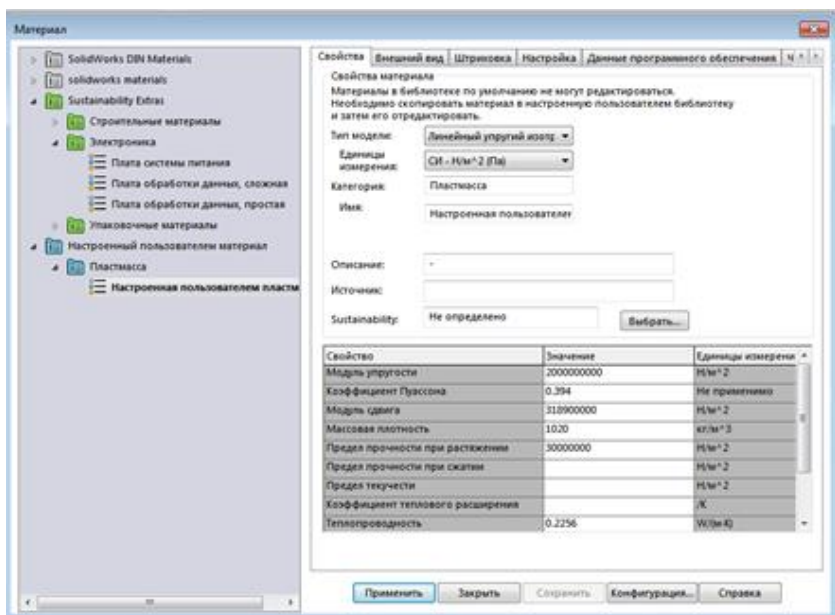 Материал
SolidWorks DIN Materials
solidworks materials
Sustainability Extras
Строительные материалы
Электроника
Плата системы питания
Плата обработки данных, сложная
Плата обработки данных, простая
Упаковочные материалы
Настроенный пользователем материал
Пластмасса
Настроенная пользователем пластм
Свойства Внешний вид Штриховка Настройка Данные программного обеспечения Ч
Свойства материала
Материалы в библиотеке по умолчанию не могут редактироваться.
Необходимо скопировать материал в настроенную пользователем библиотеку
и затем его отредактировать.
Тип модели: Линейный упругий изотр
Единицы измерения: СИ - Н/м^2 (Па)
Категория: Пластмасса
Имя: Настроенная пользователем
Описание: -
Источник:
Sustainability: Не определено Выбрать...
Свойство Значение Единицы измерени
Модуль упругости 2000000000 Н/м^2
Коэффициент Пуассона 0.394 Не применимо
Модуль сдвига 318900000 Н/м^2
Массовая плотность 1020 кг/м^3
Предел прочности при растяжении 30000000 Н/м^2
Предел прочности при сжатии Н/м^2
Предел текучести Н/м^2
Коэффициент теплового расширения /K
Теплопроводность 0.2256 W/(м·K)
Применить Закрыть Сохранить Конфигурация... Справка